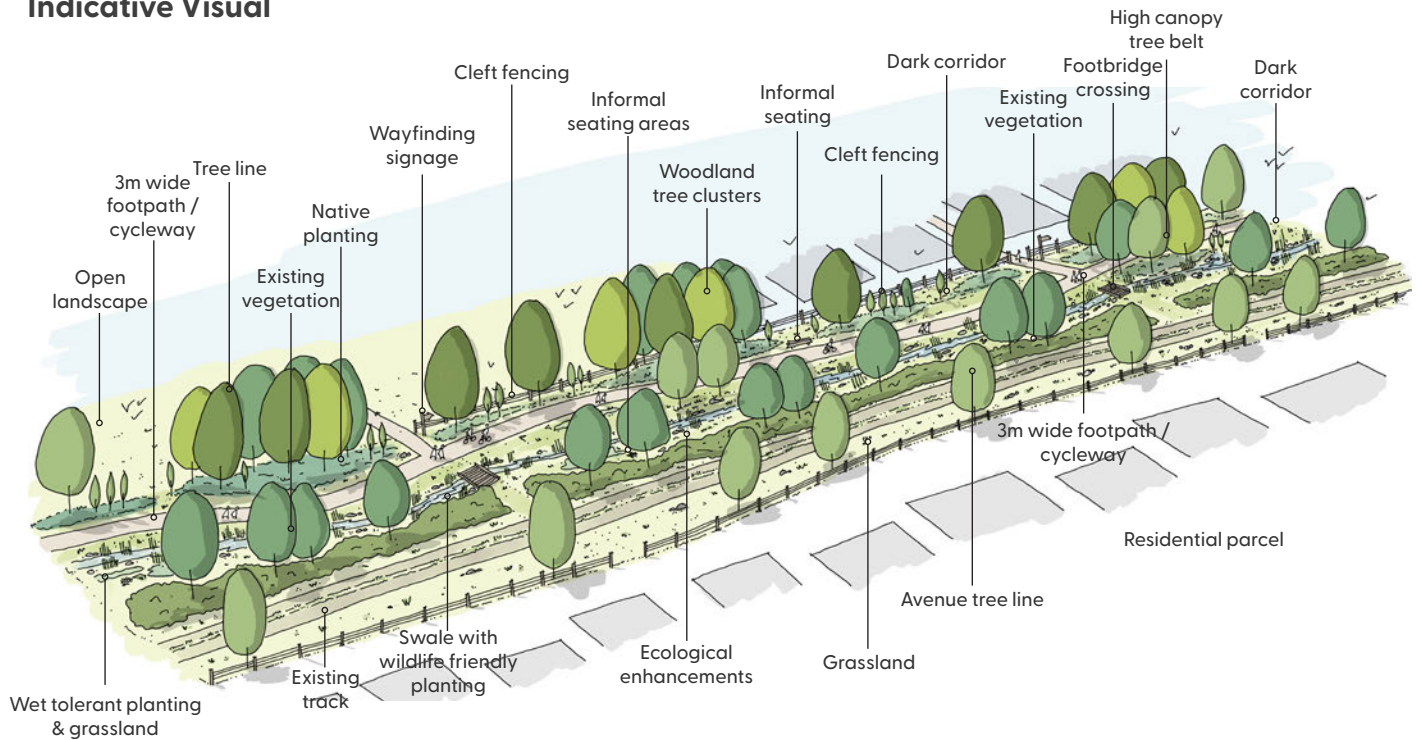 Indicative Visual
High canopy
tree belt
Cleft fencing
Dark corridor
Footbridge
crossing
Dark
corridor
Informal
seating areas
Informal
seating
Existing
vegetation
Wayfinding
signage
Cleft fencing
Tree line
3m wide
footpath /
cycleway
Woodland
tree clusters
Native
planting
Open
landscape
Existing
vegetation
3m wide footpath /
cycleway
Residential parcel
Avenue tree line
Swale with
wildlife friendly
planting
Ecological
enhancements
Grassland
Existing
track
Wet tolerant planting
& grassland